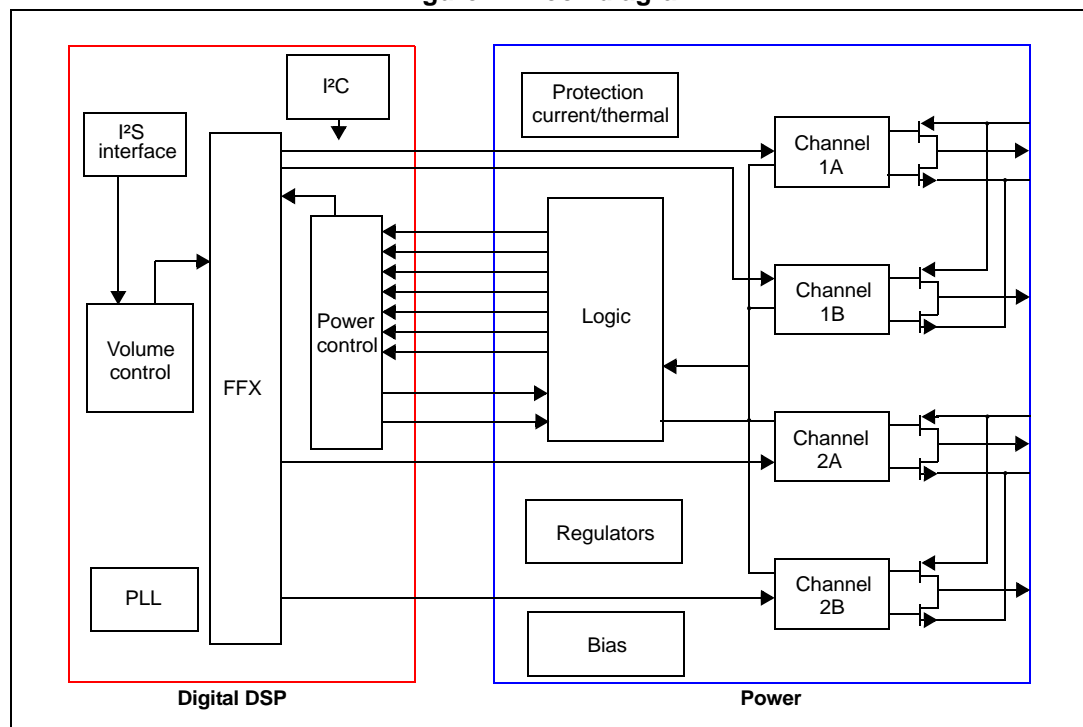 I²C
Protection
current/thermal
I²S
interface
Channel
1A
Channel
1B
Logic
Power
control
Volume
control
FFX
Channel
2A
Regulators
PLL
Channel
2B
Bias
Digital DSP
Power